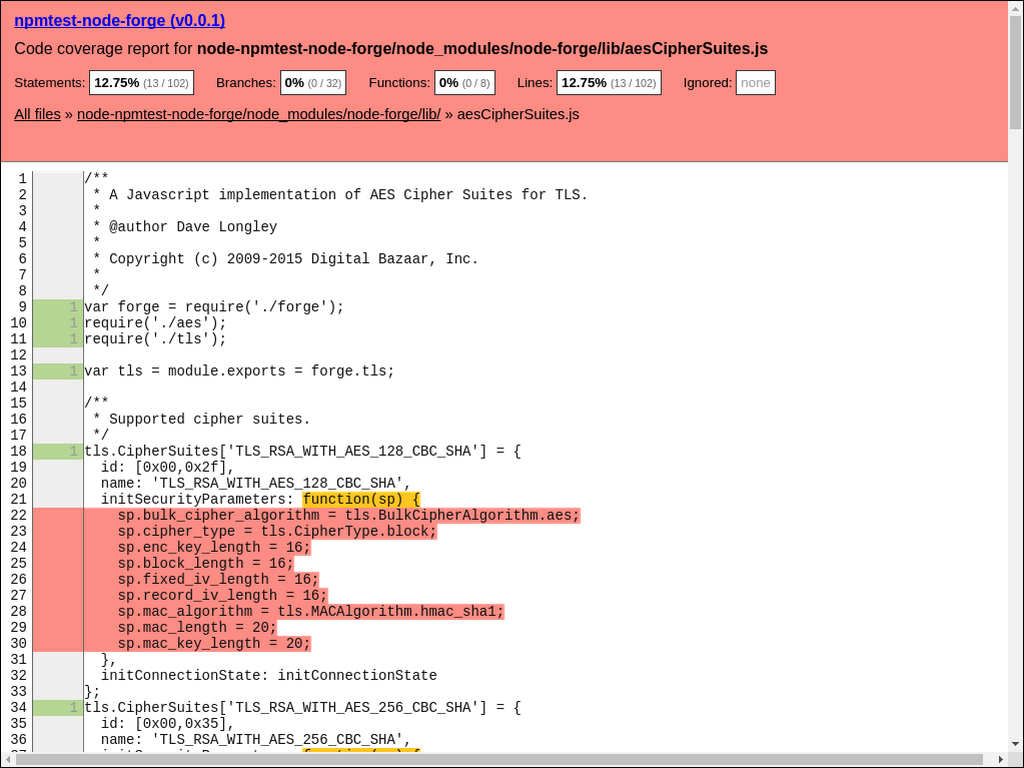 npmtest-node-forge (v0.0.1)
Code coverage report for node-npmtest-node-forge/node_modules/node-forge/lib/aesCipherSuites.js
Statements: 12.75% (13 / 102) Branches: 0% (0 / 32) Functions: 0% (0 / 8) Lines: 12.75% (13 / 102) Ignored: none
All files » node-npmtest-node-forge/node_modules/node-forge/lib/ » aesCipherSuites.js
1 /**
2  * A Javascript implementation of AES Cipher Suites for TLS.
3  *
4  * @author Dave Longley
5  *
6  * Copyright (c) 2009-2015 Digital Bazaar, Inc.
7  *
8  */
9 1 var forge = require('./forge');
10 1 require('./aes');
11 1 require('./tls');
12
13 1 var tls = module.exports = forge.tls;
14
15 /**
16  * Supported cipher suites.
17  */
18 1 tls.CipherSuites['TLS_RSA_WITH_AES_128_CBC_SHA'] = {
19   id: [0x00,0x2f],
20   name: 'TLS_RSA_WITH_AES_128_CBC_SHA',
21   initSecurityParameters: function(sp) {
22     sp.bulk_cipher_algorithm = tls.BulkCipherAlgorithm.aes;
23     sp.cipher_type = tls.CipherType.block;
24     sp.enc_key_length = 16;
25     sp.block_length = 16;
26     sp.fixed_iv_length = 16;
27     sp.record_iv_length = 16;
28     sp.mac_algorithm = tls.MACAlgorithm.hmac_sha1;
29     sp.mac_length = 20;
30     sp.mac_key_length = 20;
31   },
32   initConnectionState: initConnectionState
33 };
34 1 tls.CipherSuites['TLS_RSA_WITH_AES_256_CBC_SHA'] = {
35   id: [0x00,0x35],
36   name: 'TLS_RSA_WITH_AES_256_CBC_SHA',